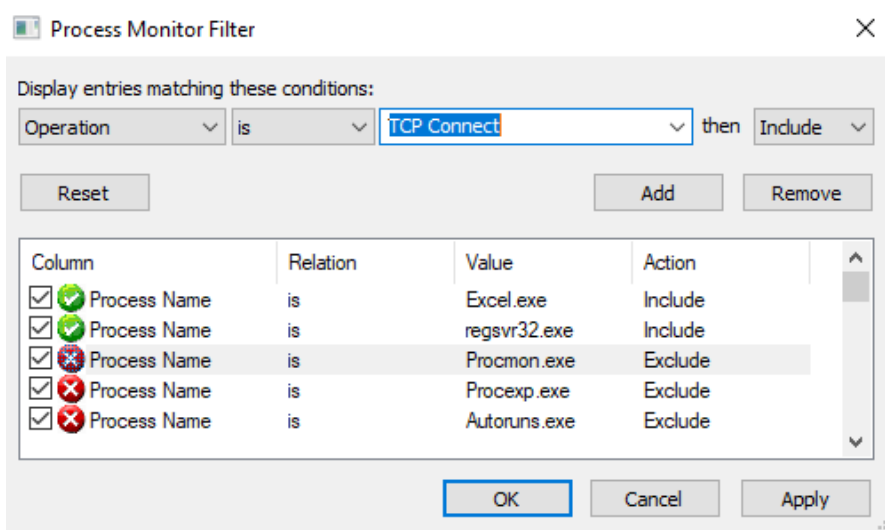 Process Monitor Filter
Display entries matching these conditions:
Operation is TCP Connect then Include
Reset Add Remove
Column Relation Value Action
Process Name is Excel.exe Include
Process Name is regsvr32.exe Include
Process Name is Procmon.exe Exclude
Process Name is Procexp.exe Exclude
Process Name is Autoruns.exe Exclude
OK Cancel Apply